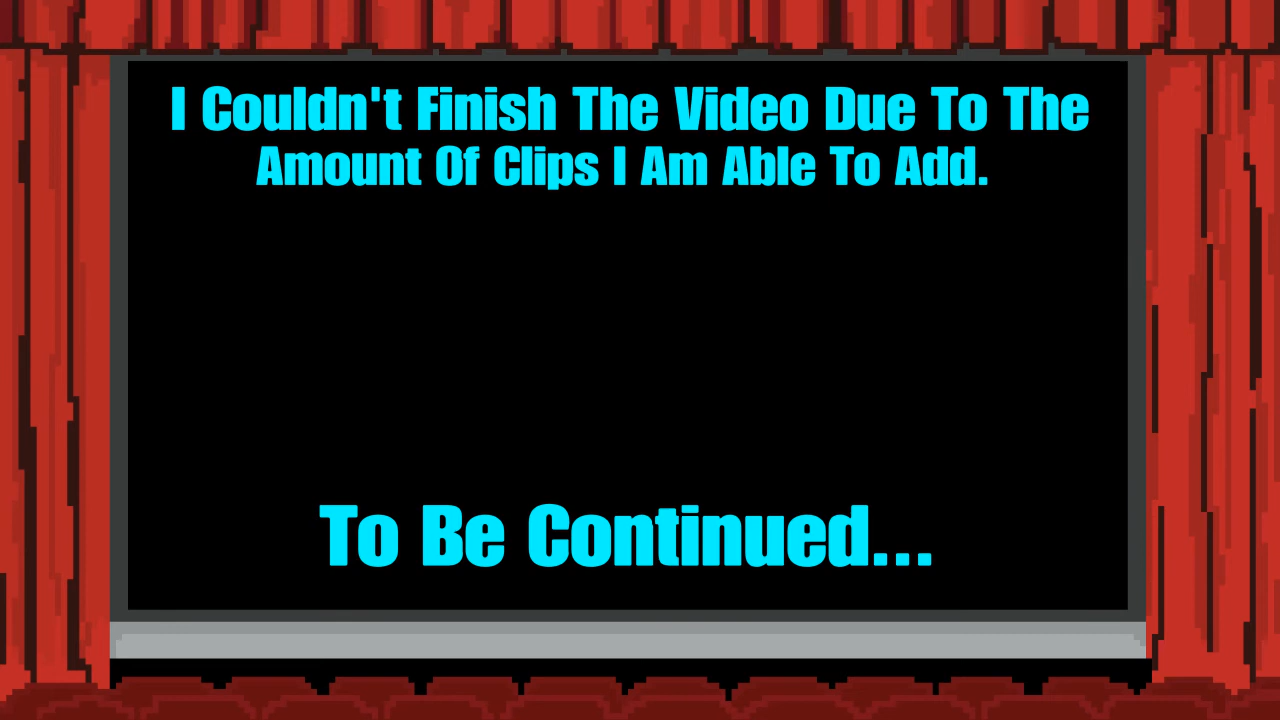 I Couldn't Finish The Video Due To The
Amount Of Clips I Am Able To Add.
To Be Continued...